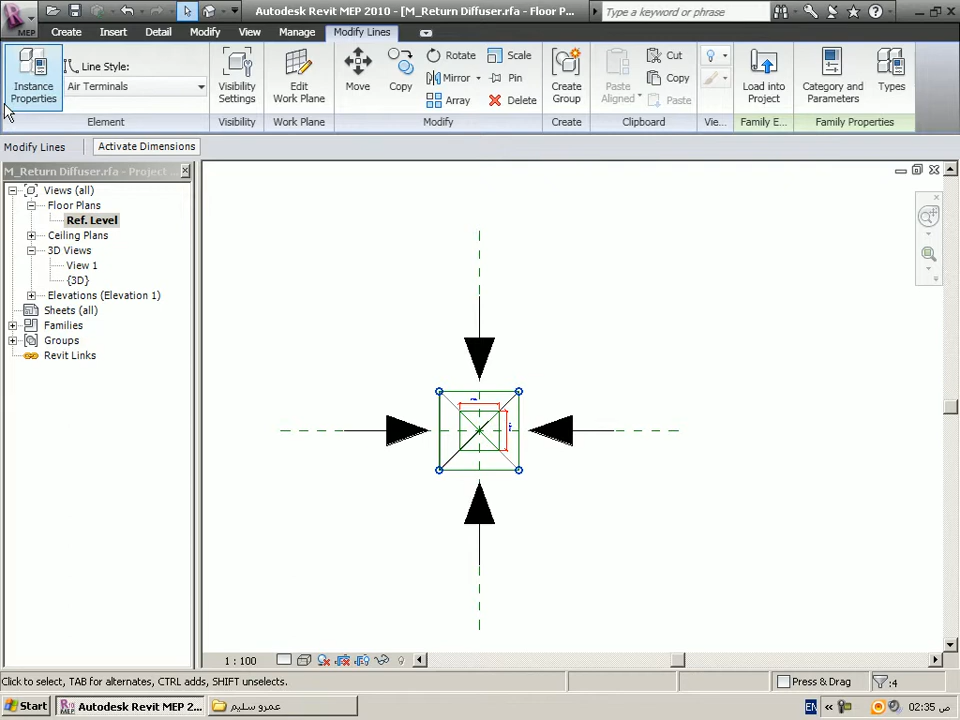 Autodesk Revit MEP 2010 - [M_Return Diffuser.rfa - Floor P...
Type a keyword or phrase
MEP
Create
Insert
Detail
Modify
View
Manage
Modify Lines
Instance Properties
Line Style:
Air Terminals
Element
Visibility Settings
Visibility
Edit Work Plane
Work Plane
Move
Copy
Rotate
Mirror
Array
Scale
Pin
Delete
Modify
Create Group
Create
Paste Aligned
Cut
Copy
Paste
Clipboard
Vie...
Load into Project
Family E...
Category and Parameters
Types
Family Properties
Modify Lines
Activate Dimensions
M_Return Diffuser.rfa - Project
Views (all)
Floor Plans
Ref. Level
Ceiling Plans
3D Views
View 1
{3D}
Elevations (Elevation 1)
Sheets (all)
Families
Groups
Revit Links
1 : 100
Click to select, TAB for alternates, CTRL adds, SHIFT unselects.
Press & Drag
:4
Start
Autodesk Revit MEP 2...
عمرو سليم
EN
02:35 ص